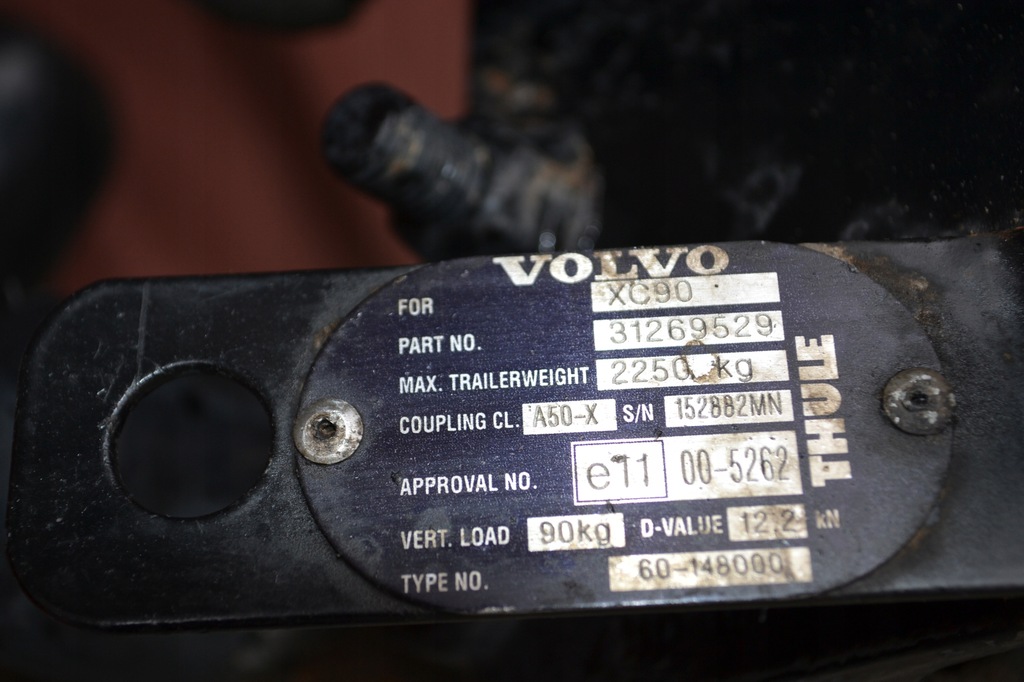 VOLVO
FOR XC90
PART NO. 31269529
MAX. TRAILERWEIGHT 2250 kg
COUPLING CL. A50-X S/N 152882MN
APPROVAL NO. e11 00-5262
VERT. LOAD 90kg D-VALUE 12.2 kN
TYPE NO. 60-148000
THULE